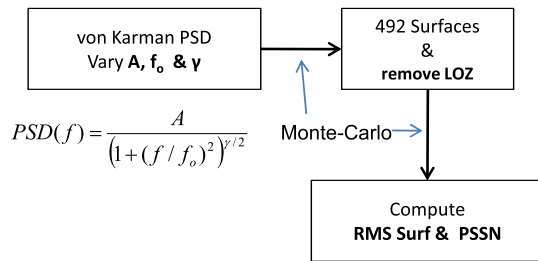 von Karman PSD
Vary A, fo & γ
492 Surfaces
&
remove LOZ
PSD(f) = A / (1 + (f / fo)²)^γ/2
Monte-Carlo
Compute
RMS Surf & PSSN